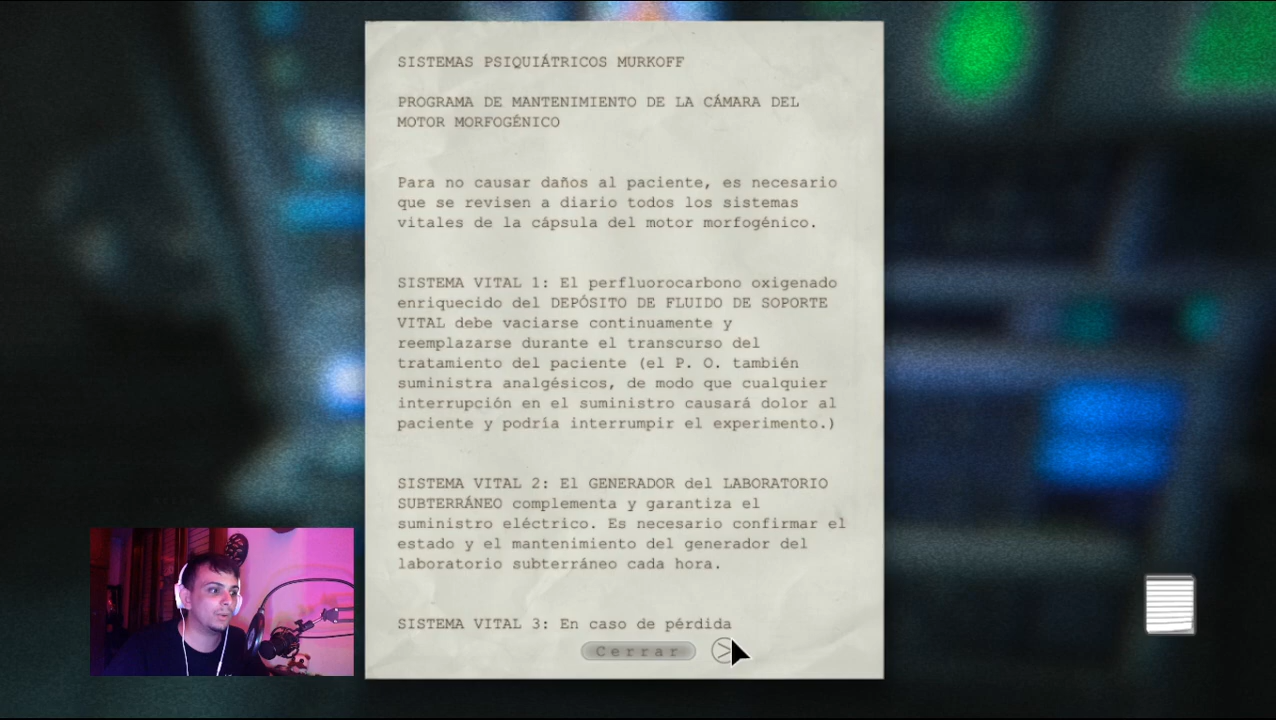 SISTEMAS PSIQUIÁTRICOS MURKOFF
PROGRAMA DE MANTENIMIENTO DE LA CÁMARA DEL
MOTOR MORFOGÉNICO
Para no causar daños al paciente, es necesario
que se revisen a diario todos los sistemas
vitales de la cápsula del motor morfogénico.
SISTEMA VITAL 1: El perfluorocarbono oxigenado
enriquecido del DEPÓSITO DE FLUIDO DE SOPORTE
VITAL debe vaciarse continuamente y
reemplazarse durante el transcurso del
tratamiento del paciente (el P. O. también
suministra analgésicos, de modo que cualquier
interrupción en el suministro causará dolor al
paciente y podría interrumpir el experimento.)
SISTEMA VITAL 2: El GENERADOR del LABORATORIO
SUBTERRÁNEO complementa y garantiza el
suministro eléctrico. Es necesario confirmar el
estado y el mantenimiento del generador del
laboratorio subterráneo cada hora.
SISTEMA VITAL 3: En caso de pérdida
Cerrar >